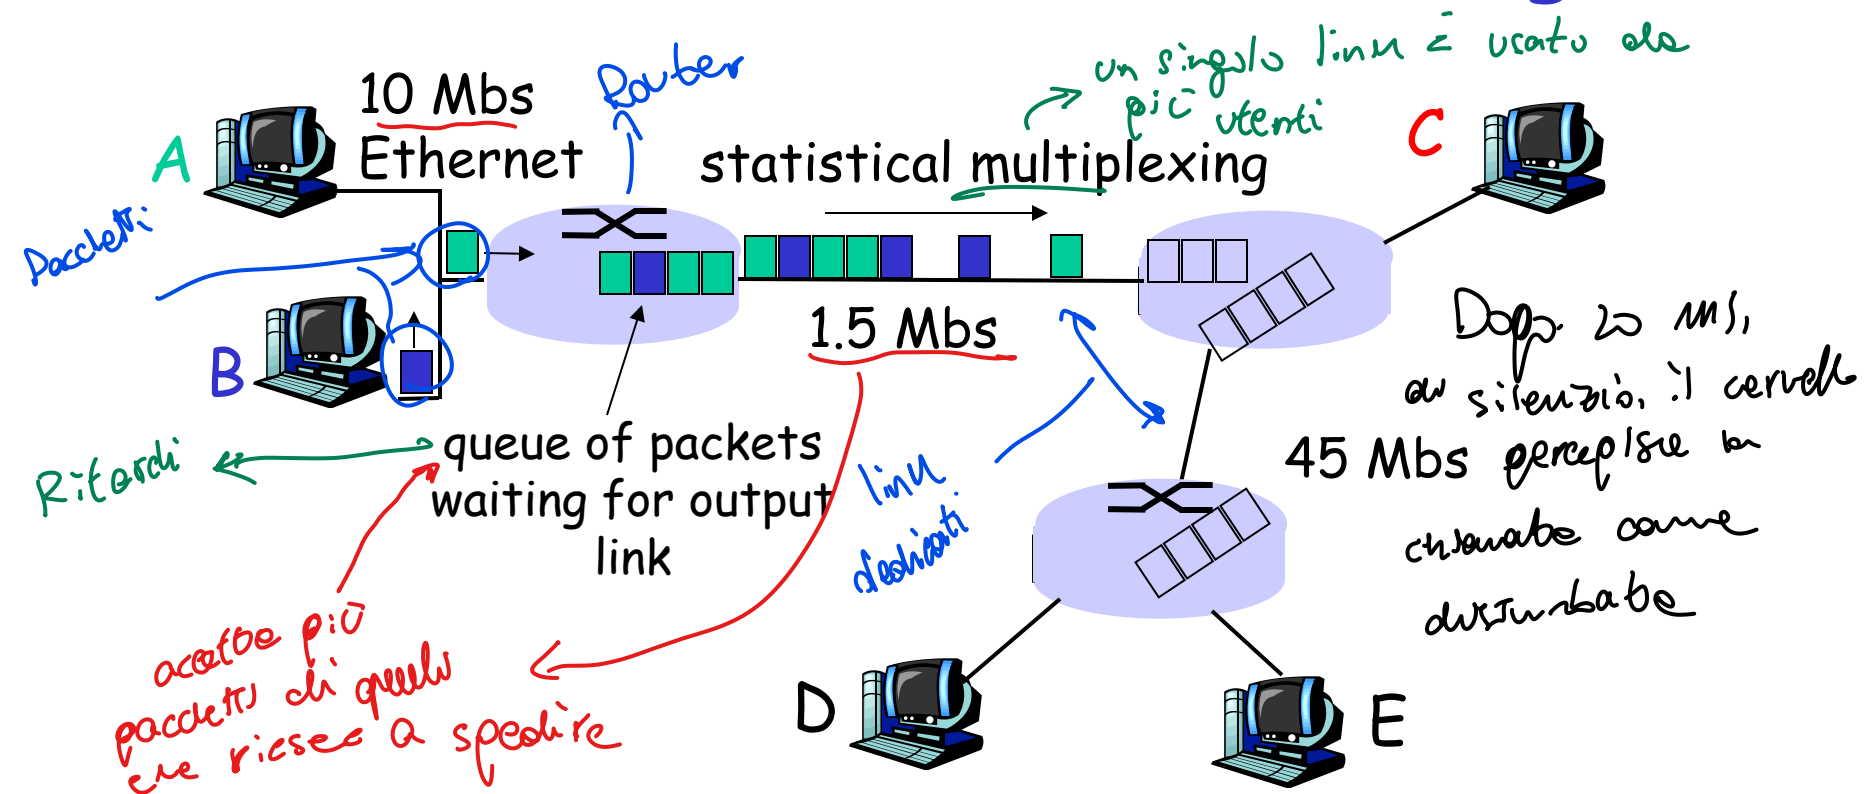 un singolo link è usato da
più utenti
Router
10 Mbs
Ethernet
A
statistical multiplexing
C
Pacchetti
B
1.5 Mbs
Dopo 20 ms,
di silenzio, il cervello
45 Mbs
percepisce la
chiamata come
disturbata
Ritardi
queue of packets
waiting for output
link
link
dedicati
accetta più
pacchetti di quelli
che riesce a spedire
D
E